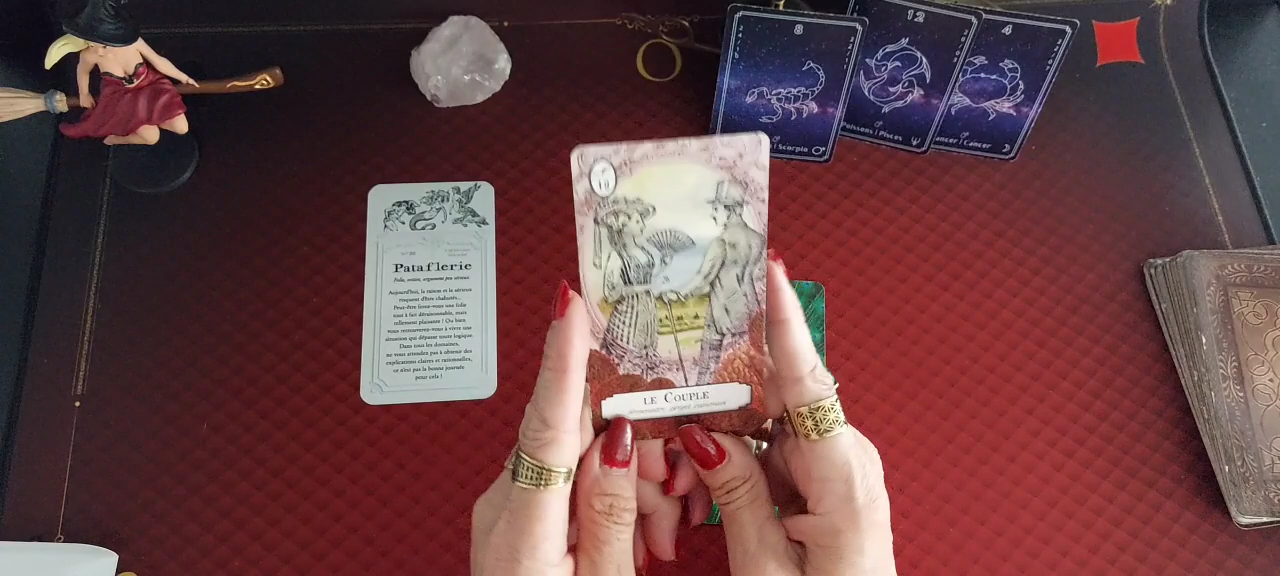 8
Scorpio
12
Poissons | Pisces
4
Cancer
Pataflerie
Folie, ovnim, argument peu sérieux
Aujourd'hui, la raison et le sérieux
risquent d'être chahutés...
Peut-être ferez-vous une folie
tout à fait déraisonnable, mais
tellement plaisante ! Ou bien
vous retrouverez-vous à vivre une
situation qui dépasse toute logique.
Dans tous les domaines,
ne vous attendez pas à obtenir des
explications claires et rationnelles,
ce n'est pas la bonne journée
pour cela !
LE COUPLE